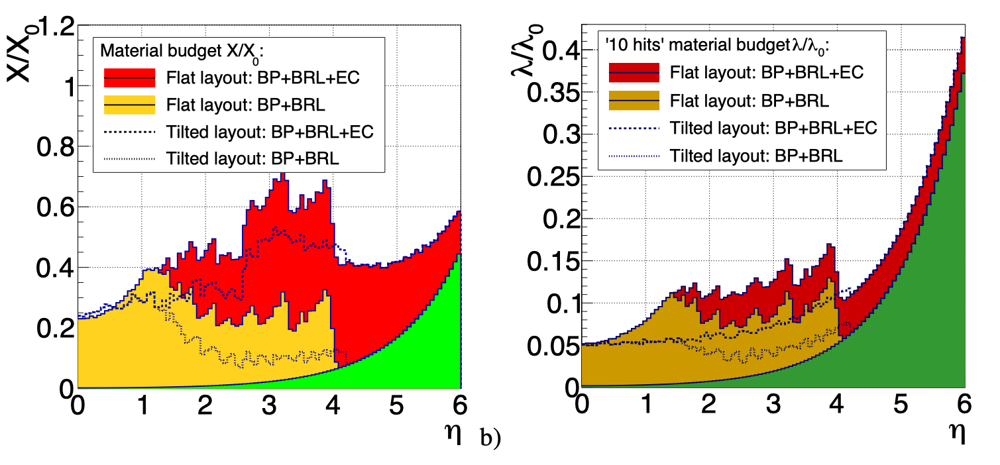 X/X0
1.2
1
0.8
0.6
0.4
0.2
0
Material budget X/X0:
Flat layout: BP+BRL+EC
Flat layout: BP+BRL
Tilted layout: BP+BRL+EC
Tilted layout: BP+BRL
0 1 2 3 4 5 6
η
b)
λ/λ0
0.4
0.35
0.3
0.25
0.2
0.15
0.1
0.05
0
'10 hits' material budget λ/λ0:
Flat layout: BP+BRL+EC
Flat layout: BP+BRL
Tilted layout: BP+BRL+EC
Tilted layout: BP+BRL
0 1 2 3 4 5 6
η